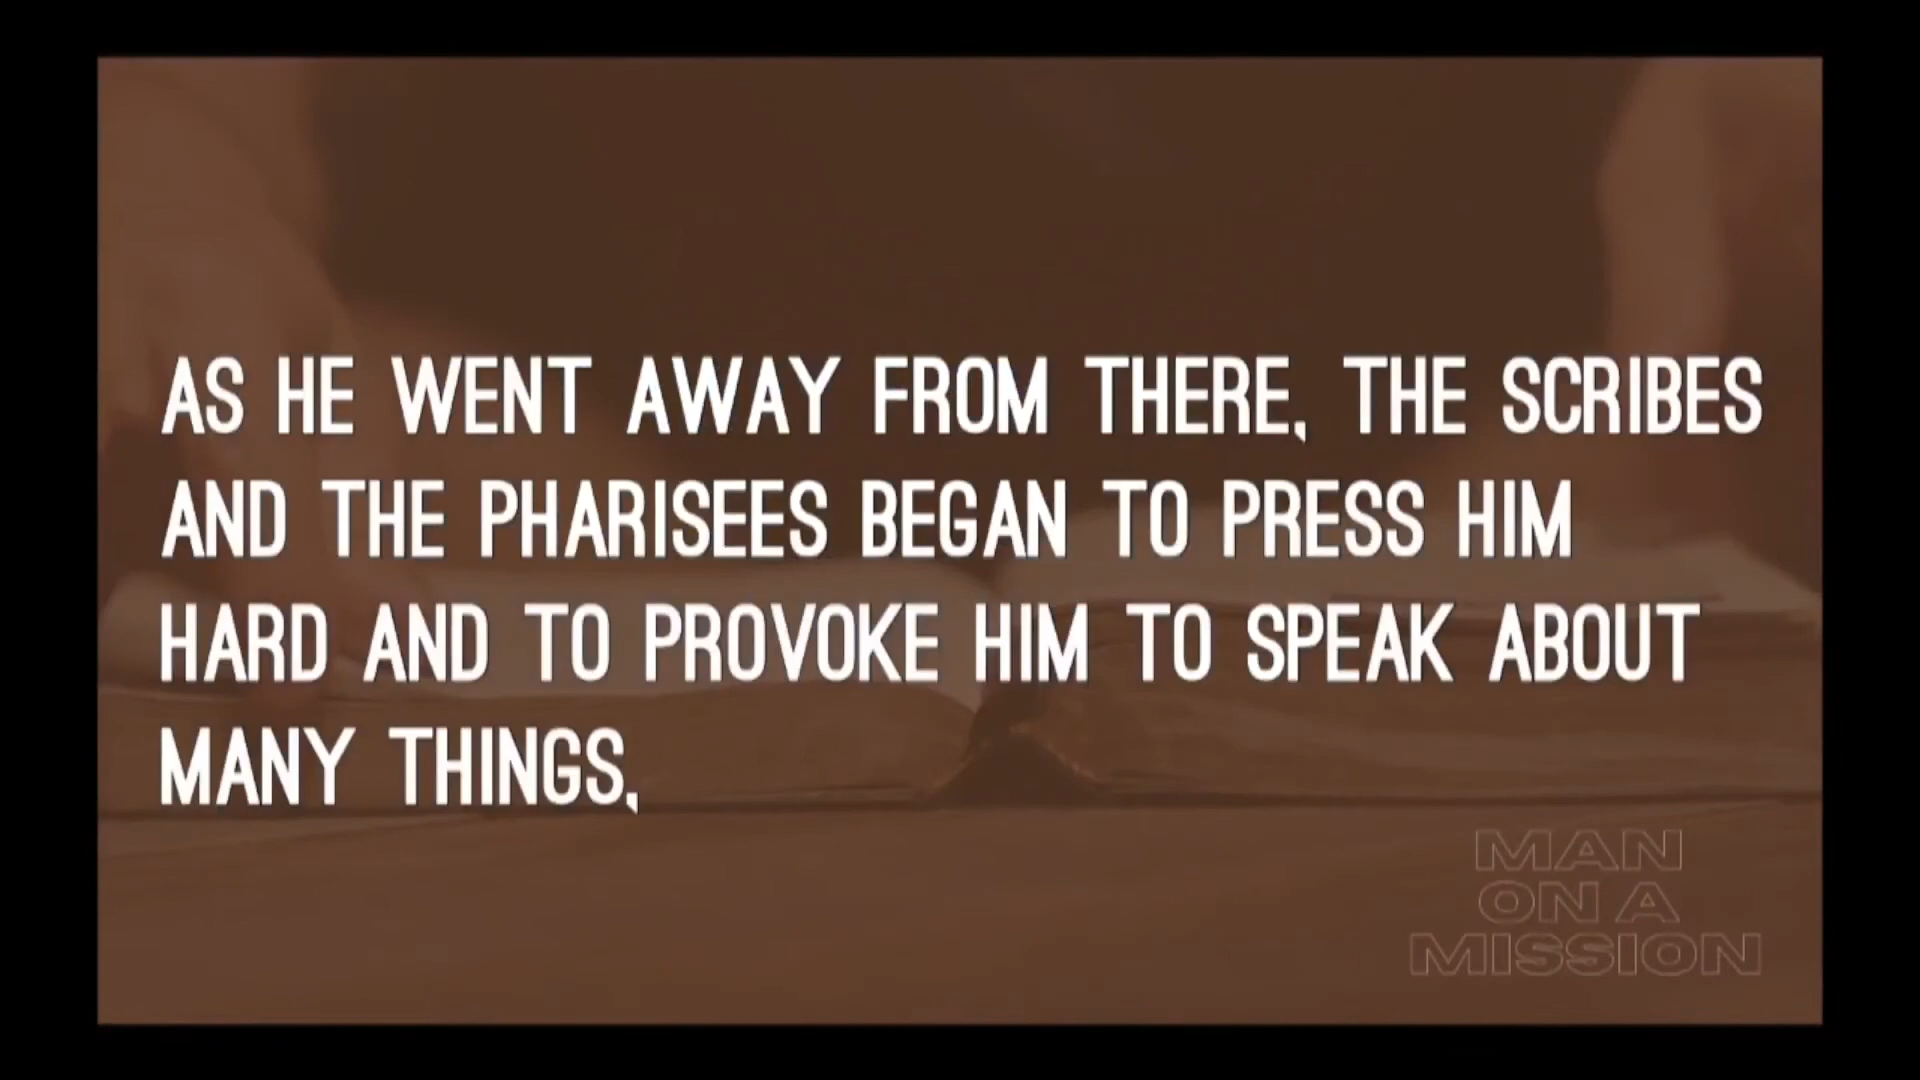 AS HE WENT AWAY FROM THERE, THE SCRIBES
AND THE PHARISEES BEGAN TO PRESS HIM
HARD AND TO PROVOKE HIM TO SPEAK ABOUT
MANY THINGS,
MAN
ON A
MISSION